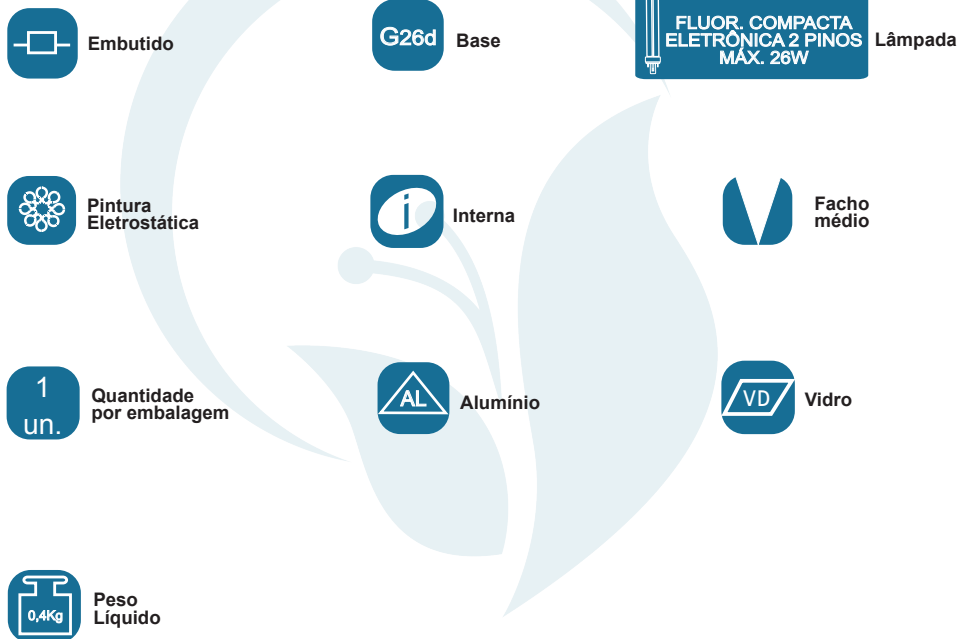 Embutido
G26d
Base
FLUOR. COMPACTA
ELETRÔNICA 2 PINOS
MÁX. 26W
Lâmpada
Pintura
Eletrostática
i
Interna
Facho
médio
1
un.
Quantidade
por embalagem
AL
Alumínio
VD
Vidro
0,4Kg
Peso
Líquido